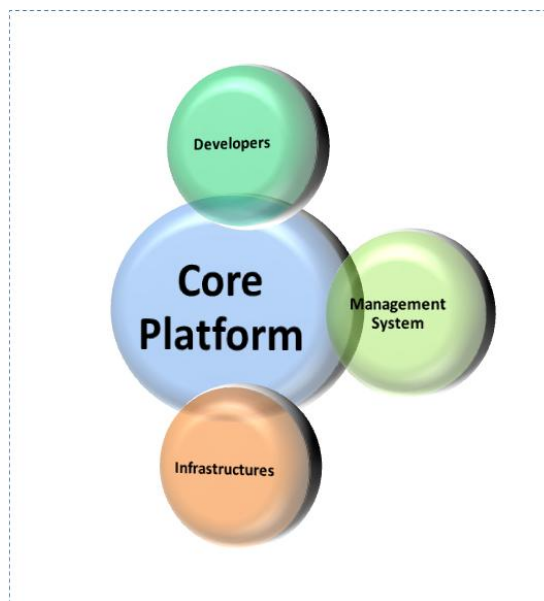 Developers
Core
Platform
Management
System
Infrastructures